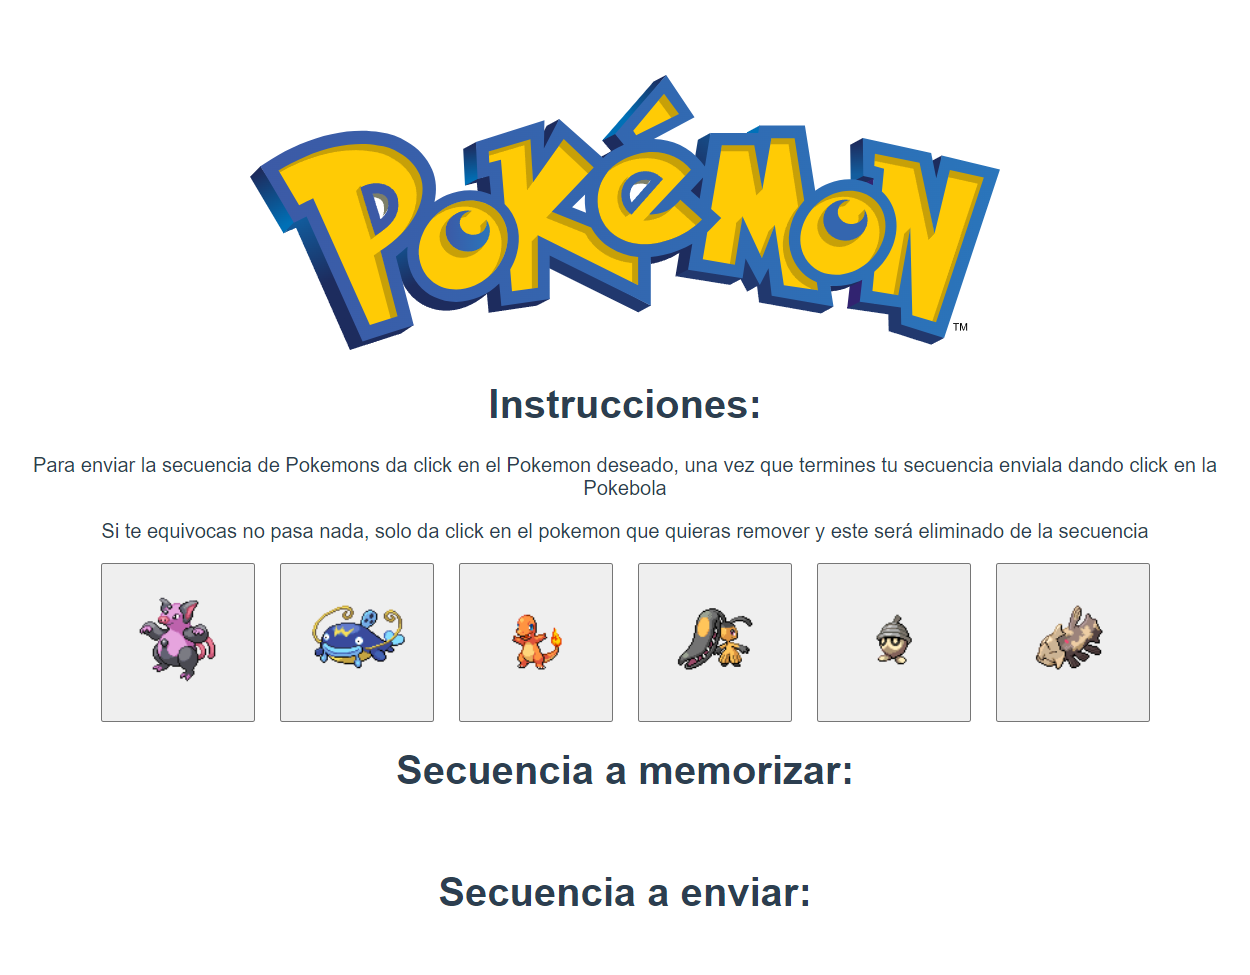 Pokémon
TM
Instrucciones:
Para enviar la secuencia de Pokemons da click en el Pokemon deseado, una vez que termines tu secuencia enviala dando click en la
Pokebola
Si te equivocas no pasa nada, solo da click en el pokemon que quieras remover y este será eliminado de la secuencia
Secuencia a memorizar:
Secuencia a enviar: